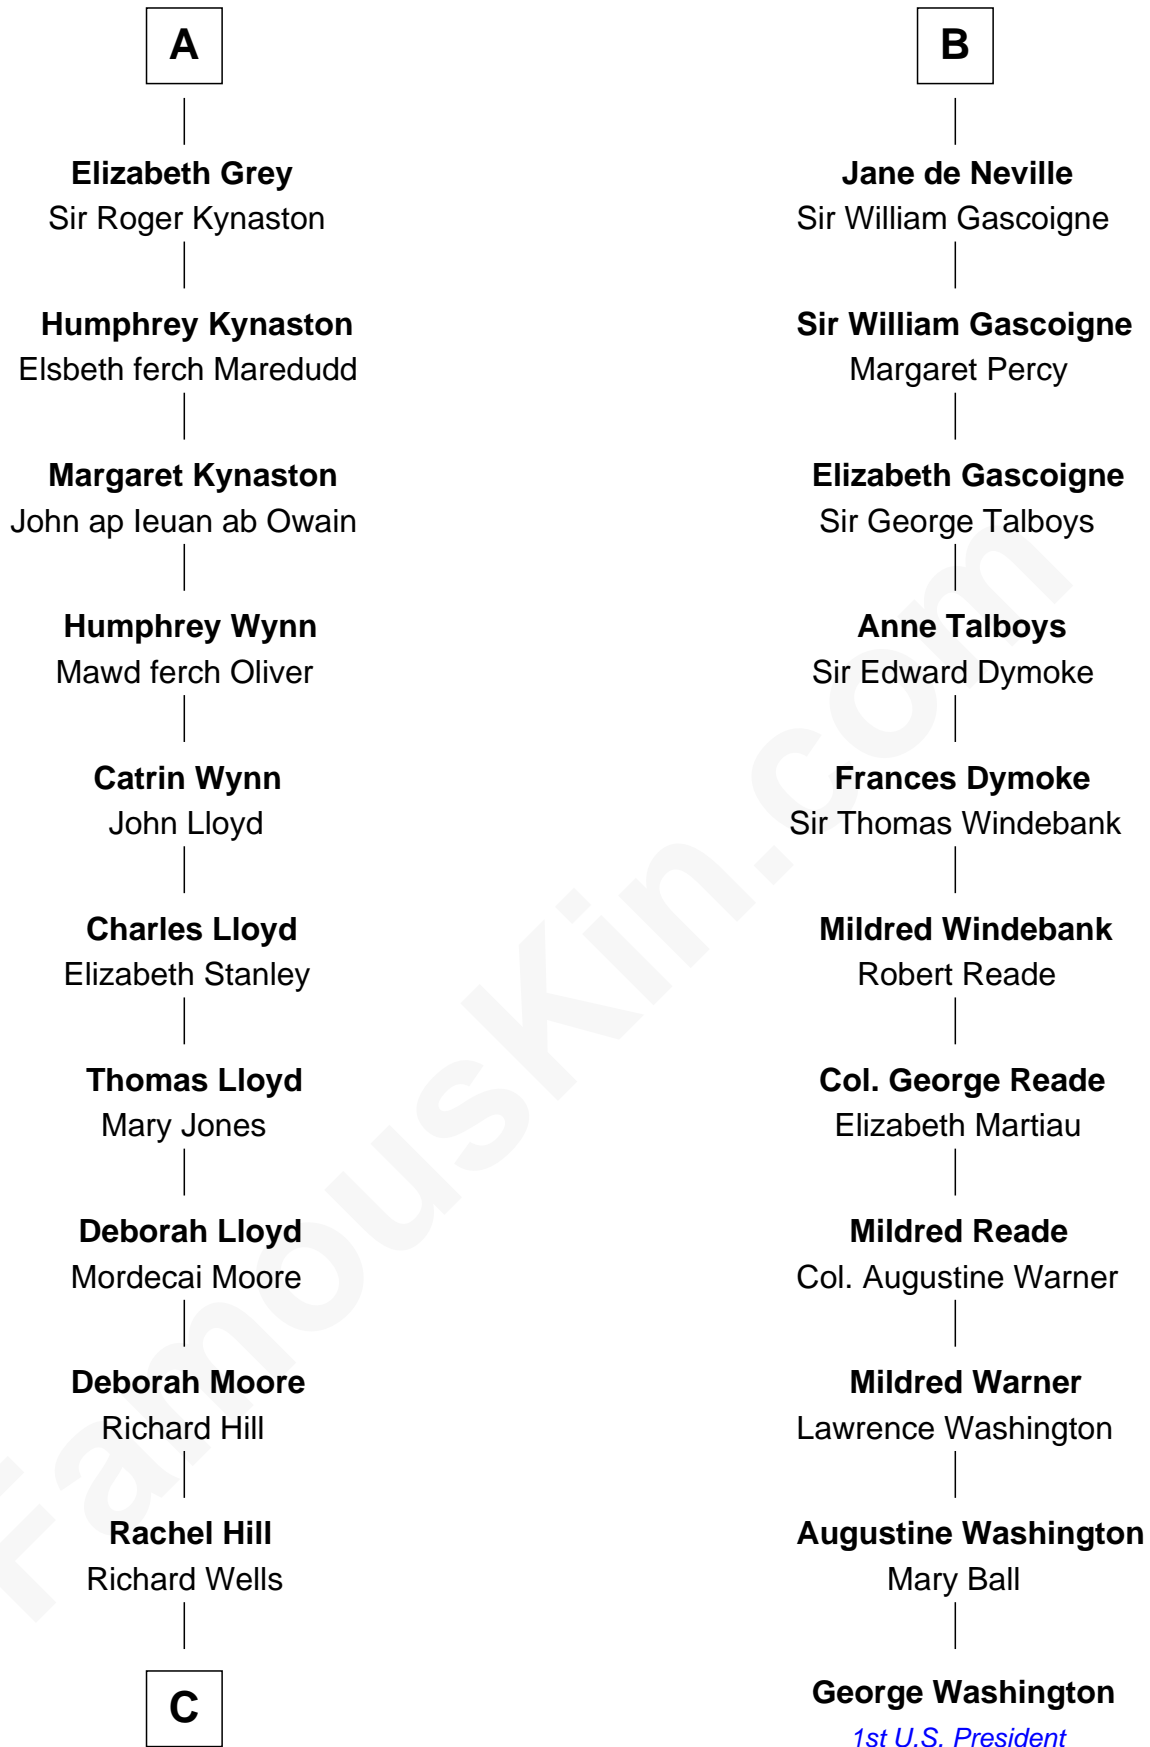 A
Elizabeth Grey
Sir Roger Kynaston
Humphrey Kynaston
Elsbeth ferch Maredudd
Margaret Kynaston
John ap Ieuan ab Owain
Humphrey Wynn
Mawd ferch Oliver
Catrin Wynn
John Lloyd
Charles Lloyd
Elizabeth Stanley
Thomas Lloyd
Mary Jones
Deborah Lloyd
Mordecai Moore
Deborah Moore
Richard Hill
Rachel Hill
Richard Wells
C
B
Jane de Neville
Sir William Gascoigne
Sir William Gascoigne
Margaret Percy
Elizabeth Gascoigne
Sir George Talboys
Anne Talboys
Sir Edward Dymoke
Frances Dymoke
Sir Thomas Windebank
Mildred Windebank
Robert Reade
Col. George Reade
Elizabeth Martiau
Mildred Reade
Col. Augustine Warner
Mildred Warner
Lawrence Washington
Augustine Washington
Mary Ball
George Washington
1st U.S. President
FamousKin.com